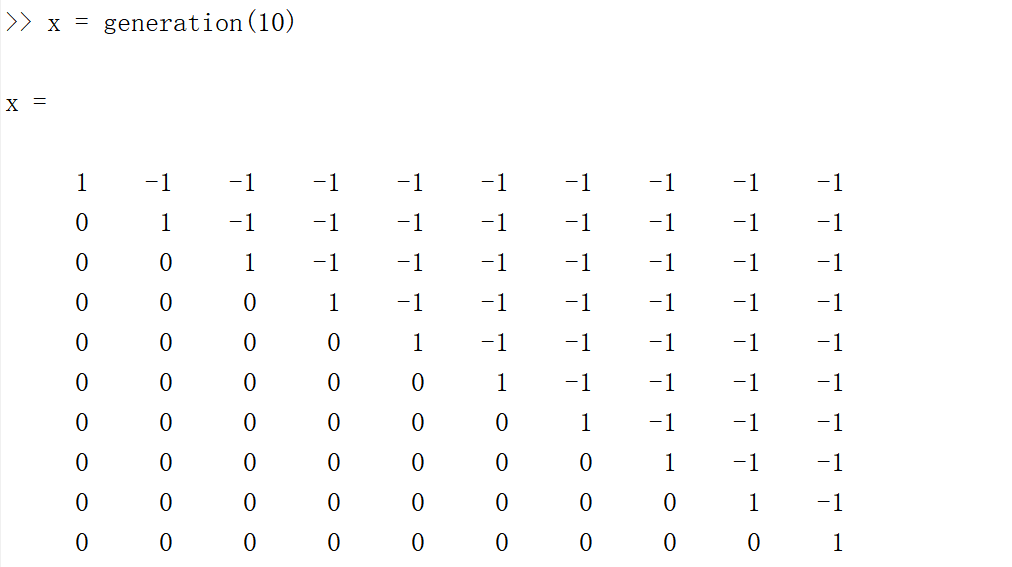 >> x = generation(10)
x =
1 -1 -1 -1 -1 -1 -1 -1 -1 -1
0 1 -1 -1 -1 -1 -1 -1 -1 -1
0 0 1 -1 -1 -1 -1 -1 -1 -1
0 0 0 1 -1 -1 -1 -1 -1 -1
0 0 0 0 1 -1 -1 -1 -1 -1
0 0 0 0 0 1 -1 -1 -1 -1
0 0 0 0 0 0 1 -1 -1 -1
0 0 0 0 0 0 0 1 -1 -1
0 0 0 0 0 0 0 0 1 -1
0 0 0 0 0 0 0 0 0 1